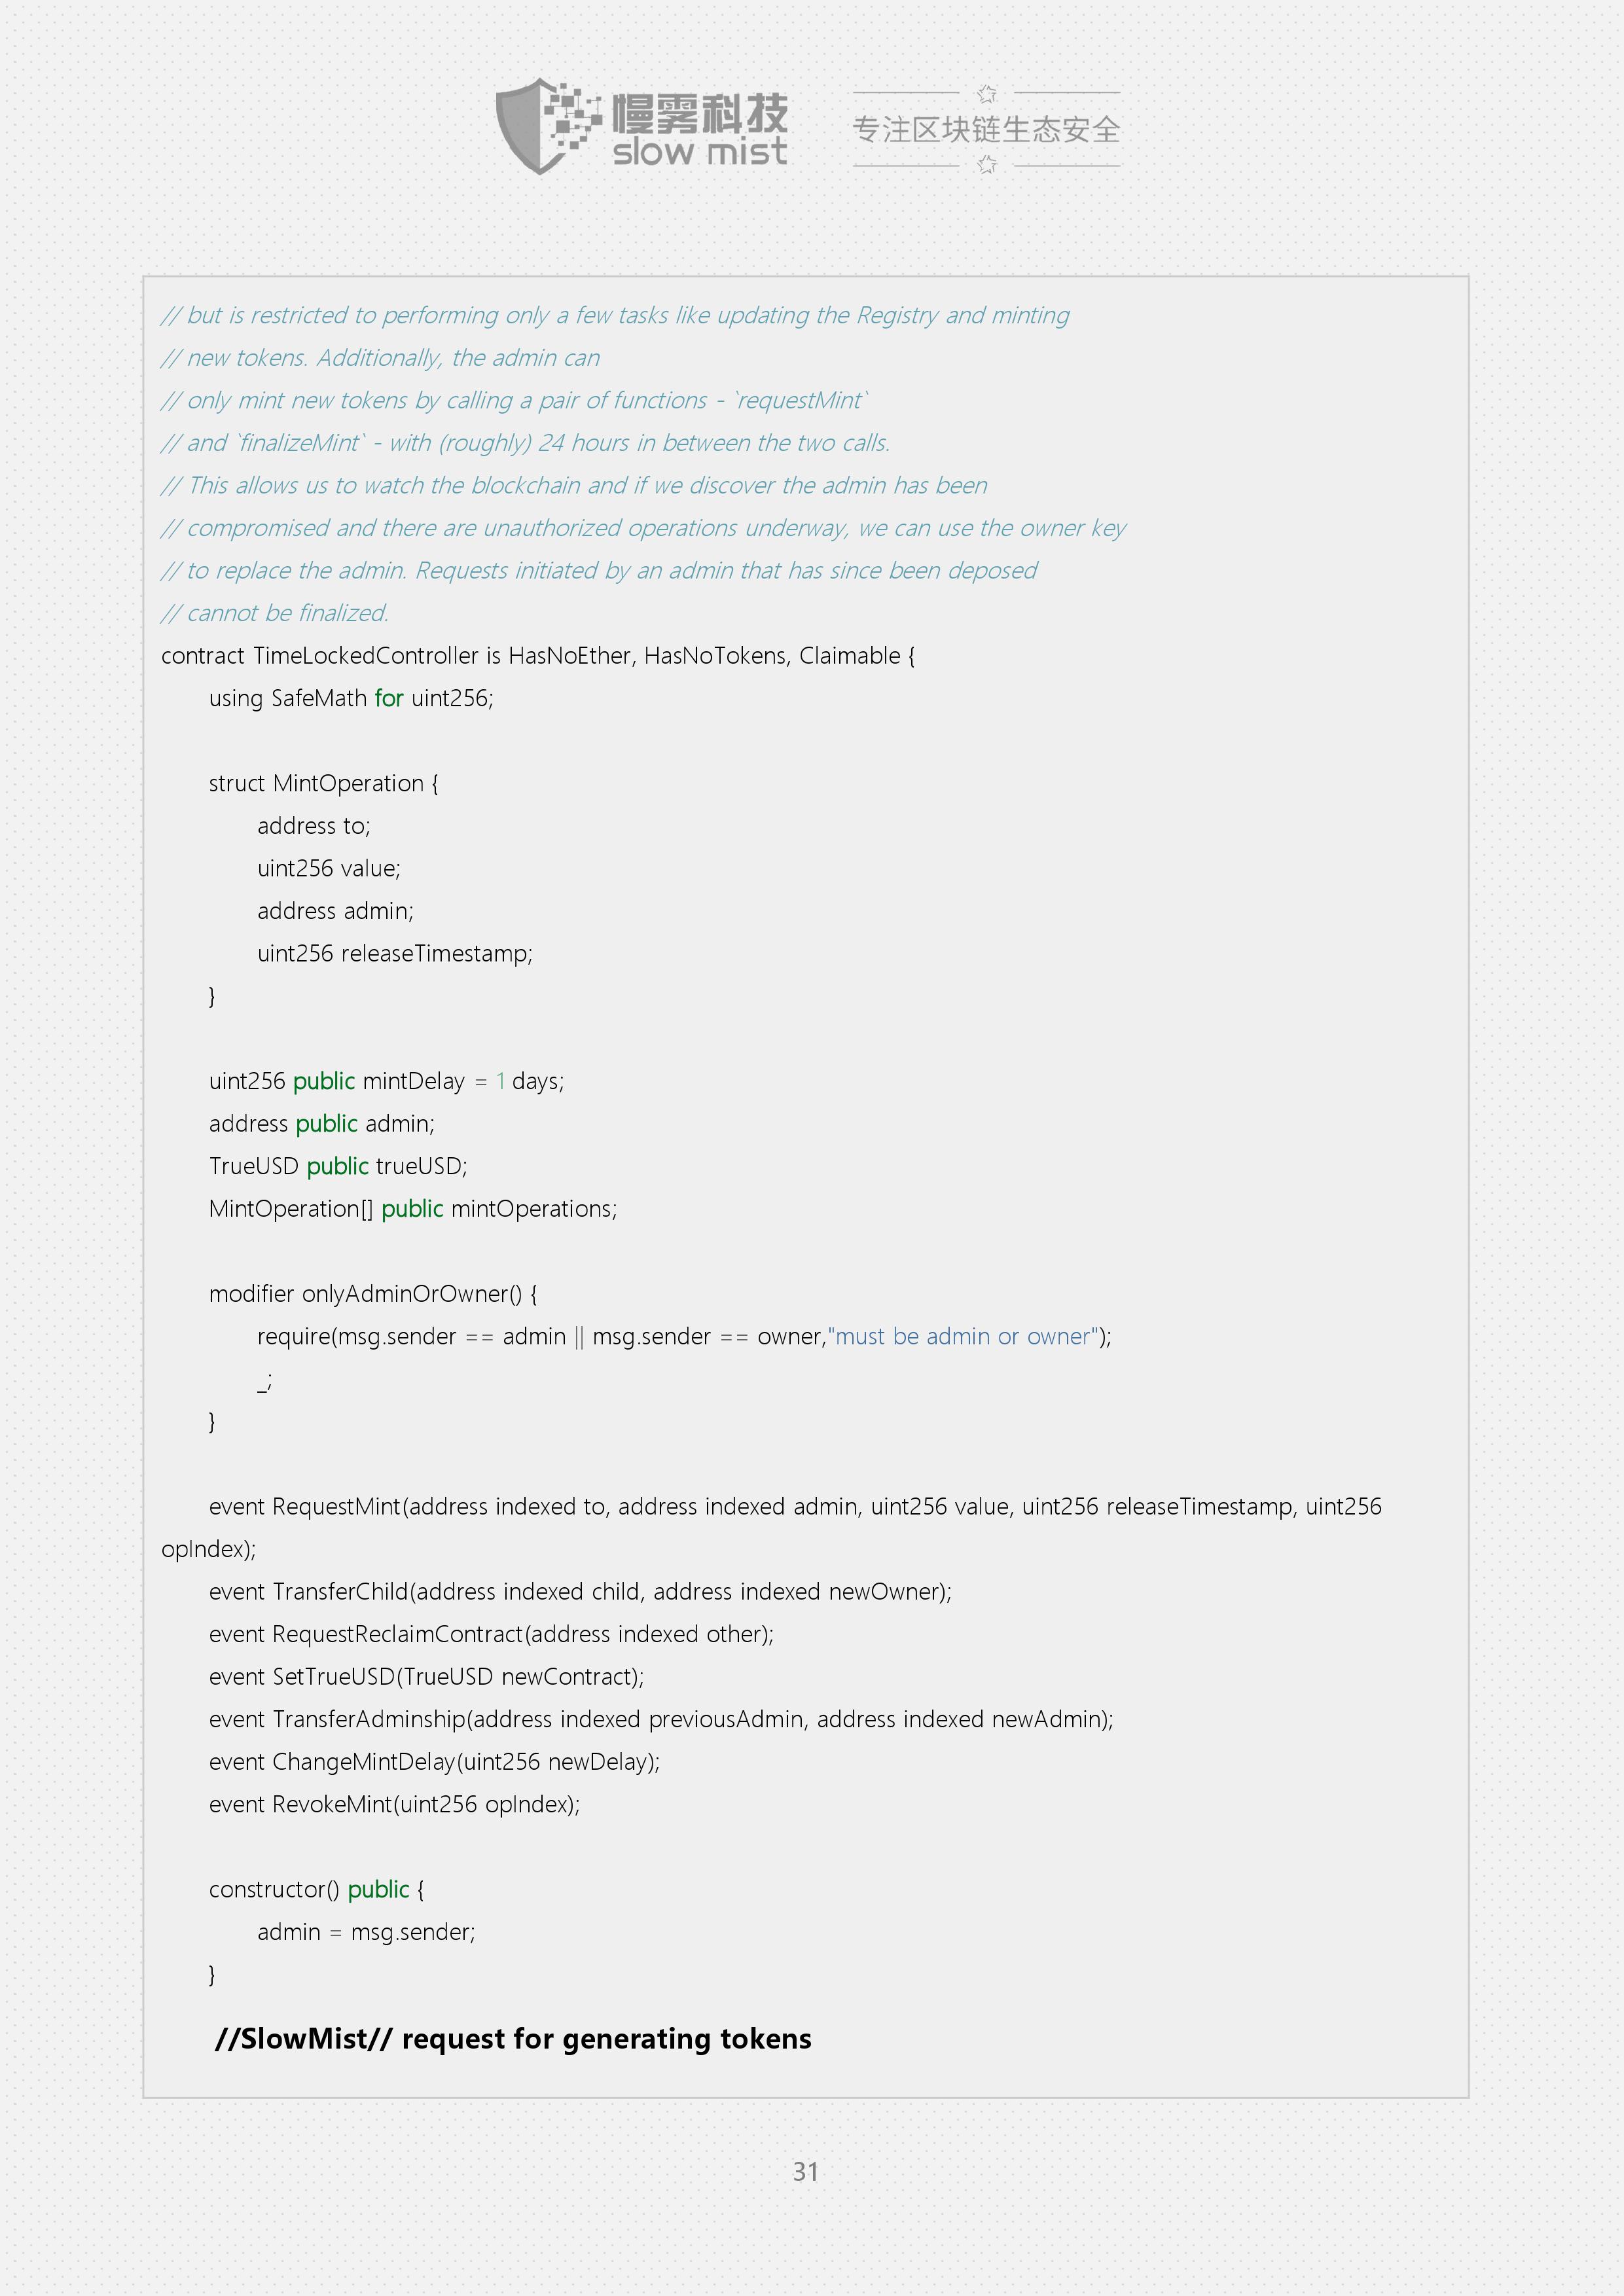 慢雾科技
slow mist
专注区块链生态安全
// but is restricted to performing only a few tasks like updating the Registry and minting
// new tokens. Additionally, the admin can
// only mint new tokens by calling a pair of functions - `requestMint`
// and `finalizeMint` - with (roughly) 24 hours in between the two calls.
// This allows us to watch the blockchain and if we discover the admin has been
// compromised and there are unauthorized operations underway, we can use the owner key
// to replace the admin. Requests initiated by an admin that has since been deposed
// cannot be finalized.
contract TimeLockedController is HasNoEther, HasNoTokens, Claimable {
using SafeMath for uint256;
struct MintOperation {
address to;
uint256 value;
address admin;
uint256 releaseTimestamp;
}
uint256 public mintDelay = 1 days;
address public admin;
TrueUSD public trueUSD;
MintOperation[] public mintOperations;
modifier onlyAdminOrOwner() {
require(msg.sender == admin || msg.sender == owner,"must be admin or owner");
_;
}
event RequestMint(address indexed to, address indexed admin, uint256 value, uint256 releaseTimestamp, uint256
opIndex);
event TransferChild(address indexed child, address indexed newOwner);
event RequestReclaimContract(address indexed other);
event SetTrueUSD(TrueUSD newContract);
event TransferAdminship(address indexed previousAdmin, address indexed newAdmin);
event ChangeMintDelay(uint256 newDelay);
event RevokeMint(uint256 opIndex);
constructor() public {
admin = msg.sender;
}
//SlowMist// request for generating tokens
31